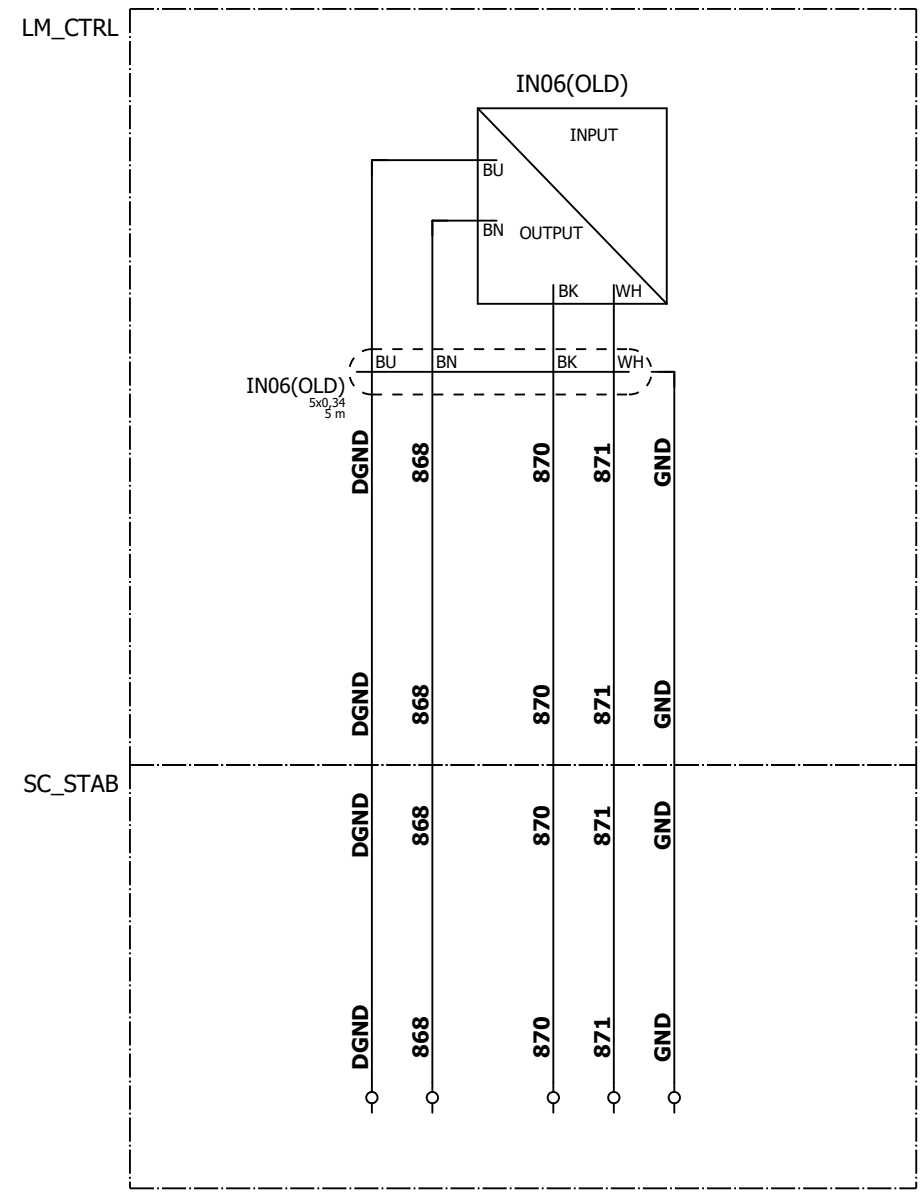 LM_CTRL
IN06(OLD)
INPUT
BU
BN
OUTPUT
BK
WH
BU
BN
BK
WH
IN06(OLD)
5x0,34
5 m
DGND
868
870
871
GND
DGND
868
870
871
GND
SC_STAB
DGND
868
870
871
GND
DGND
868
870
871
GND